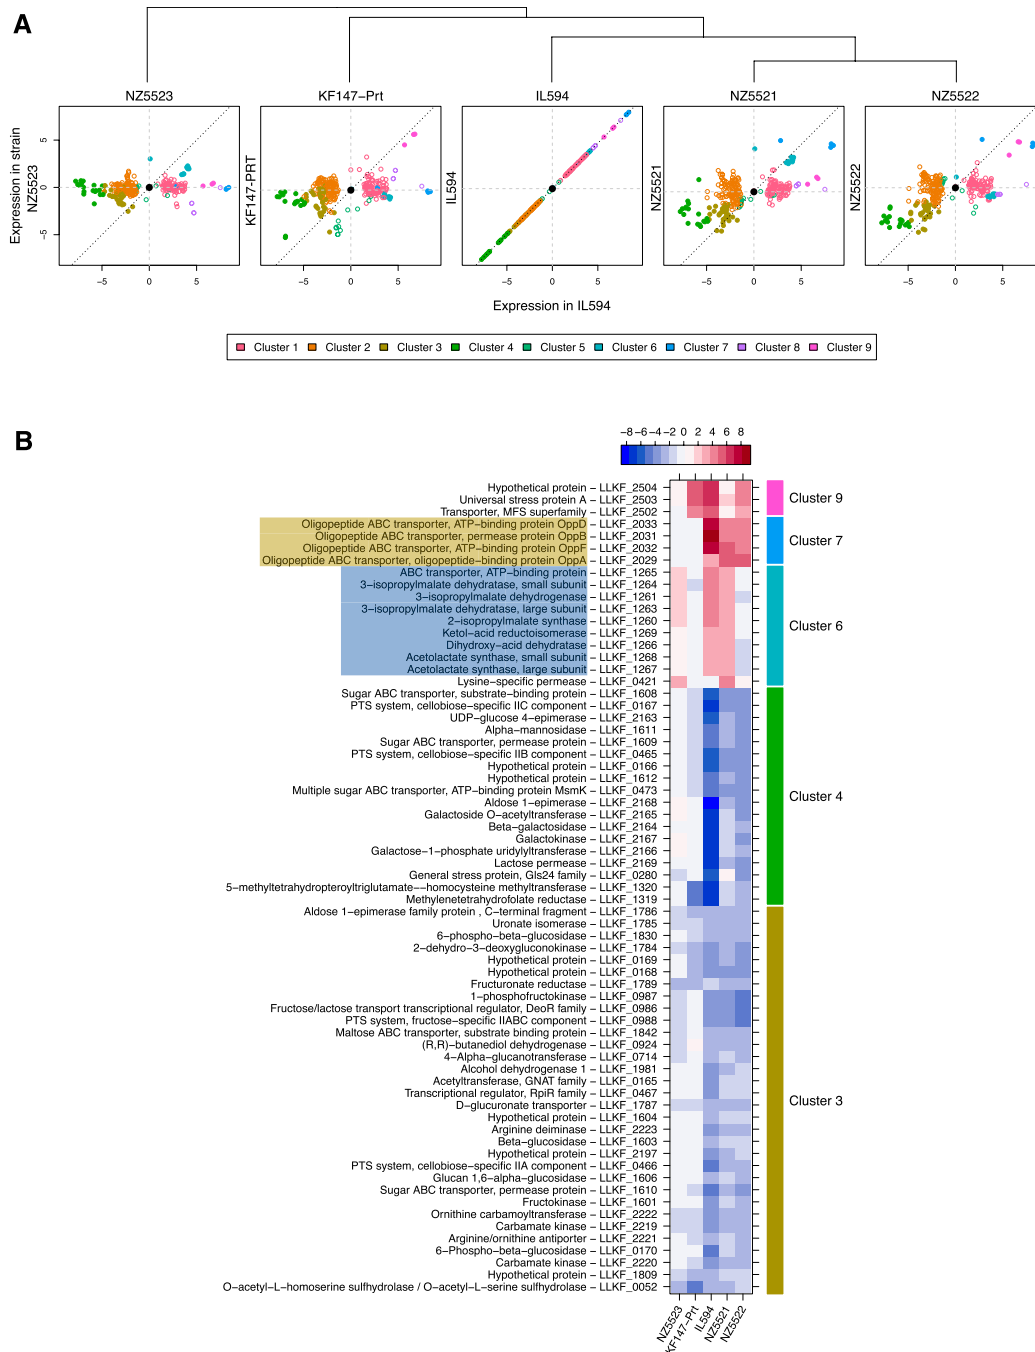 A
NZ5523
KF147-Prt
IL594
NZ5521
NZ5522
Expression in strain
NZ5523
KF147-PRT
IL594
NZ5521
NZ5522
5
0
-5
-5 0 5
-5 0 5
-5 0 5
-5 0 5
-5 0 5
Expression in IL594
Cluster 1 Cluster 2 Cluster 3 Cluster 4 Cluster 5 Cluster 6 Cluster 7 Cluster 8 Cluster 9
B
-8 -6 -4 -2 0 2 4 6 8
Hypothetical protein - LLKF_2504
Universal stress protein A - LLKF_2503
Transporter, MFS superfamily - LLKF_2502
Cluster 9
Oligopeptide ABC transporter, ATP-binding protein OppD - LLKF_2033
Oligopeptide ABC transporter, permease protein OppB - LLKF_2031
Oligopeptide ABC transporter, ATP-binding protein OppF - LLKF_2032
Oligopeptide ABC transporter, oligopeptide-binding protein OppA - LLKF_2029
Cluster 7
ABC transporter, ATP-binding protein - LLKF_1265
3-isopropylmalate dehydratase, small subunit - LLKF_1264
3-isopropylmalate dehydrogenase - LLKF_1261
3-isopropylmalate dehydratase, large subunit - LLKF_1263
2-isopropylmalate synthase - LLKF_1260
Ketol-acid reductoisomerase - LLKF_1269
Dihydroxy-acid dehydratase - LLKF_1266
Acetolactate synthase, small subunit - LLKF_1268
Acetolactate synthase, large subunit - LLKF_1267
Lysine-specific permease - LLKF_0421
Cluster 6
Sugar ABC transporter, substrate-binding protein - LLKF_1608
PTS system, cellobiose-specific IIC component - LLKF_0167
UDP-glucose 4-epimerase - LLKF_2163
Alpha-mannosidase - LLKF_1611
Sugar ABC transporter, permease protein - LLKF_1609
PTS system, cellobiose-specific IIB component - LLKF_0465
Hypothetical protein - LLKF_0166
Hypothetical protein - LLKF_1612
Multiple sugar ABC transporter, ATP-binding protein MsmK - LLKF_0473
Aldose 1-epimerase - LLKF_2168
Galactoside O-acetyltransferase - LLKF_2165
Beta-galactosidase - LLKF_2164
Galactokinase - LLKF_2167
Galactose-1-phosphate uridylyltransferase - LLKF_2166
Lactose permease - LLKF_2169
General stress protein, Gls24 family - LLKF_0280
5-methyltetrahydropteroyltriglutamate--homocysteine methyltransferase - LLKF_1320
Methylenetetrahydrofolate reductase - LLKF_1319
Cluster 4
Aldose 1-epimerase family protein , C-terminal fragment - LLKF_1786
Uronate isomerase - LLKF_1785
6-phospho-beta-glucosidase - LLKF_1830
2-dehydro-3-deoxygluconokinase - LLKF_1784
Hypothetical protein - LLKF_0169
Hypothetical protein - LLKF_0168
Fructuronate reductase - LLKF_1789
1-phosphofructokinase - LLKF_0987
Fructose/lactose transport transcriptional regulator, DeoR family - LLKF_0986
PTS system, fructose-specific IIABC component - LLKF_0988
Maltose ABC transporter, substrate binding protein - LLKF_1842
(R,R)-butanediol dehydrogenase - LLKF_0924
4-Alpha-glucanotransferase - LLKF_0714
Alcohol dehydrogenase 1 - LLKF_1981
Acetyltransferase, GNAT family - LLKF_0165
Transcriptional regulator, RpiR family - LLKF_0467
D-glucuronate transporter - LLKF_1787
Hypothetical protein - LLKF_1604
Arginine deiminase - LLKF_2223
Beta-glucosidase - LLKF_1603
Hypothetical protein - LLKF_2197
PTS system, cellobiose-specific IIA component - LLKF_0466
Glucan 1,6-alpha-glucosidase - LLKF_1606
Sugar ABC transporter, permease protein - LLKF_1610
Fructokinase - LLKF_1601
Ornithine carbamoyltransferase - LLKF_2222
Carbamate kinase - LLKF_2219
Arginine/ornithine antiporter - LLKF_2221
6-Phospho-beta-glucosidase - LLKF_0170
Carbamate kinase - LLKF_2220
Hypothetical protein - LLKF_1809
O-acetyl-L-homoserine sulfhydrolase / O-acetyl-L-serine sulfhydrolase - LLKF_0052
Cluster 3
NZ5523
KF147-Prt
IL594
NZ5521
NZ5522